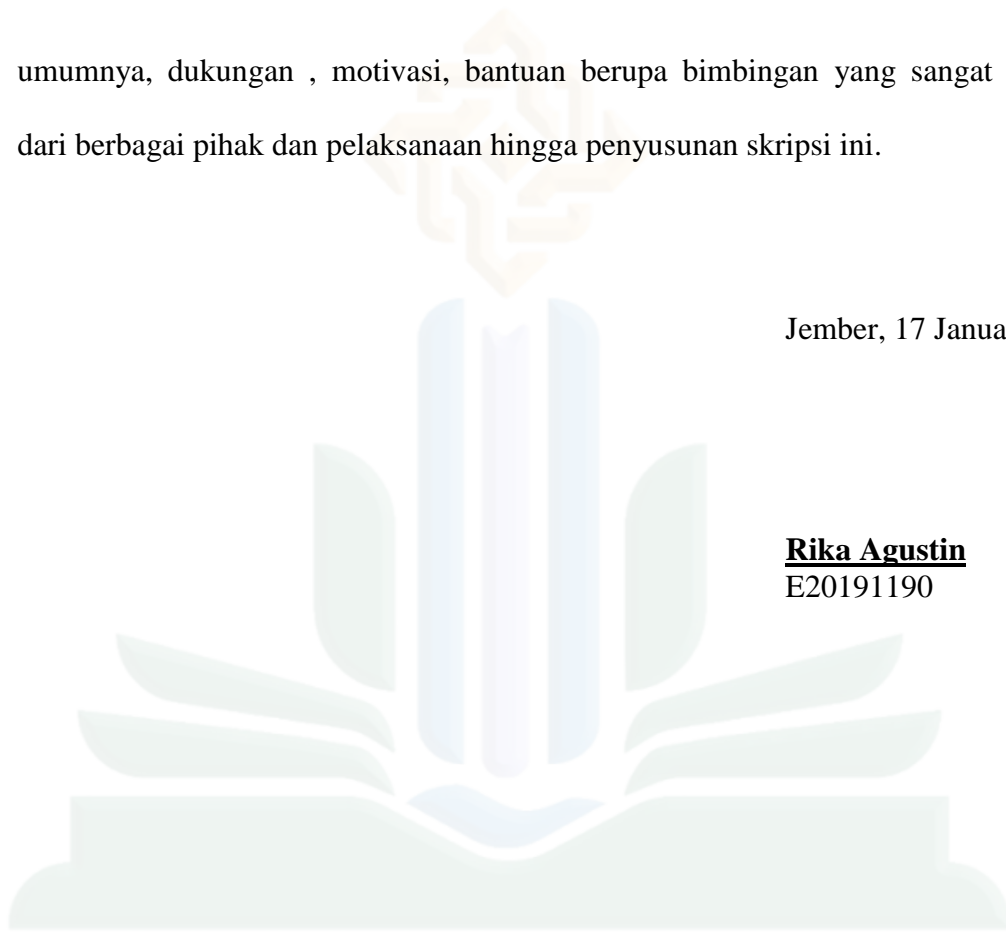 umumnya, dukungan , motivasi, bantuan berupa bimbingan yang sangat
dari berbagai pihak dan pelaksanaan hingga penyusunan skripsi ini.
Jember, 17 Janua
Rika Agustin
E20191190